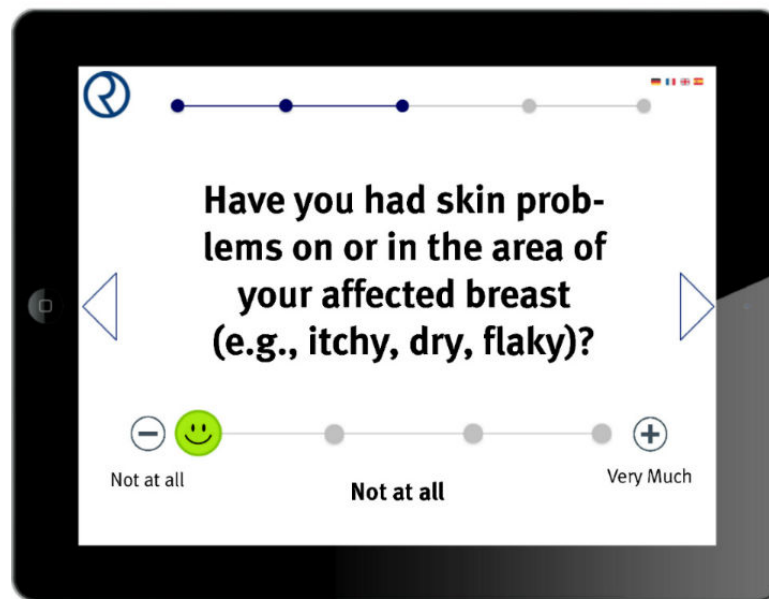 Have you had skin prob-
lems on or in the area of
your affected breast
(e.g., itchy, dry, flaky)?
Not at all
Not at all
Very Much